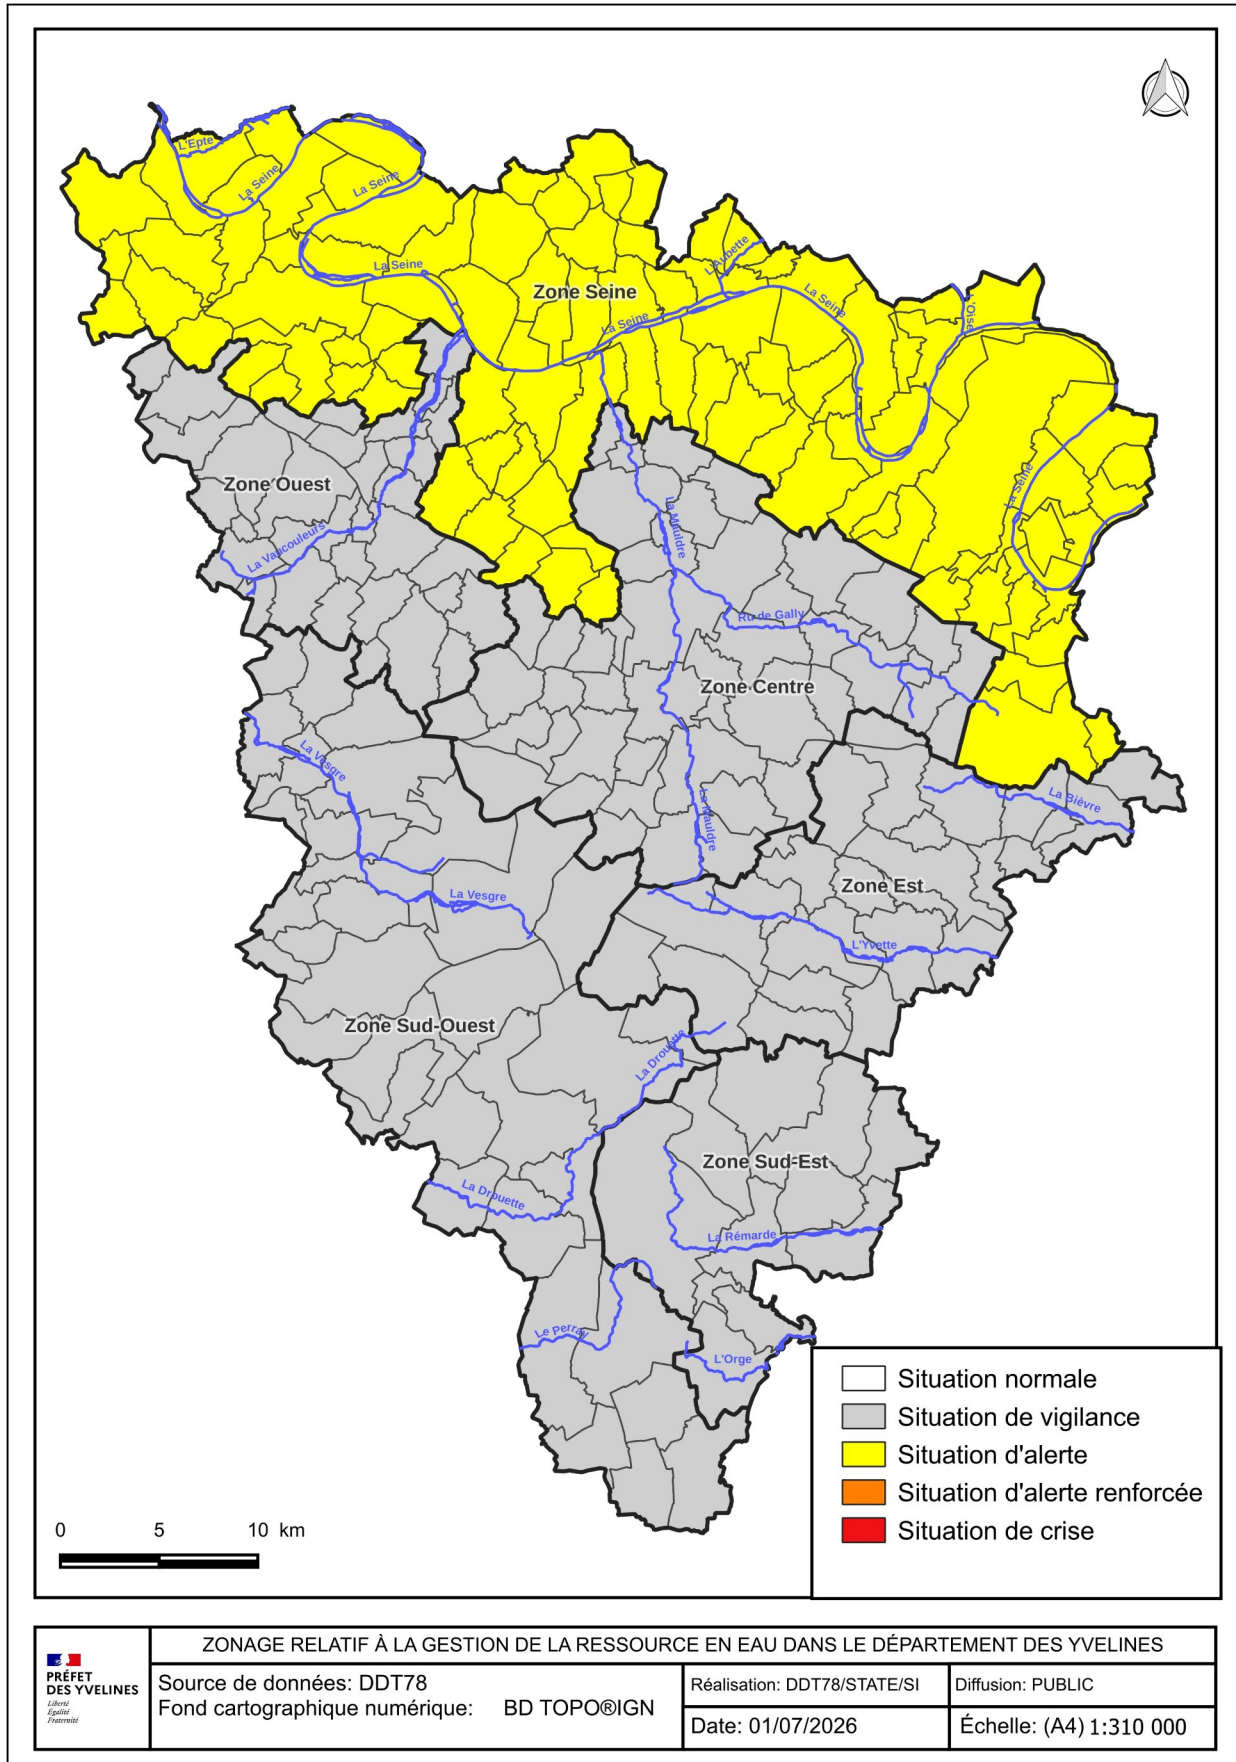 L'Epte
La Seine
La Seine
La Seine
Zone Seine
La Seine
L'Aubette
La Seine
L'Oise
La Seine
Zone Ouest
La Vaucouleurs
La Mauldre
Ru de Gally
Zone Centre
La Vesgre
La Mauldre
La Bièvre
Zone Est
La Vesgre
L'Yvette
Zone Sud-Ouest
La Drouette
Zone Sud-Est
La Drouette
La Rémarde
Le Perray
L'Orge
Situation normale
Situation de vigilance
Situation d'alerte
Situation d'alerte renforcée
Situation de crise
0 5 10 km
ZONAGE RELATIF À LA GESTION DE LA RESSOURCE EN EAU DANS LE DÉPARTEMENT DES YVELINES
PRÉFET
DES YVELINES
Liberté
Égalité
Fraternité
Source de données: DDT78
Fond cartographique numérique: BD TOPO®IGN
Réalisation: DDT78/STATE/SI
Diffusion: PUBLIC
Date: 01/07/2026
Échelle: (A4) 1:310 000